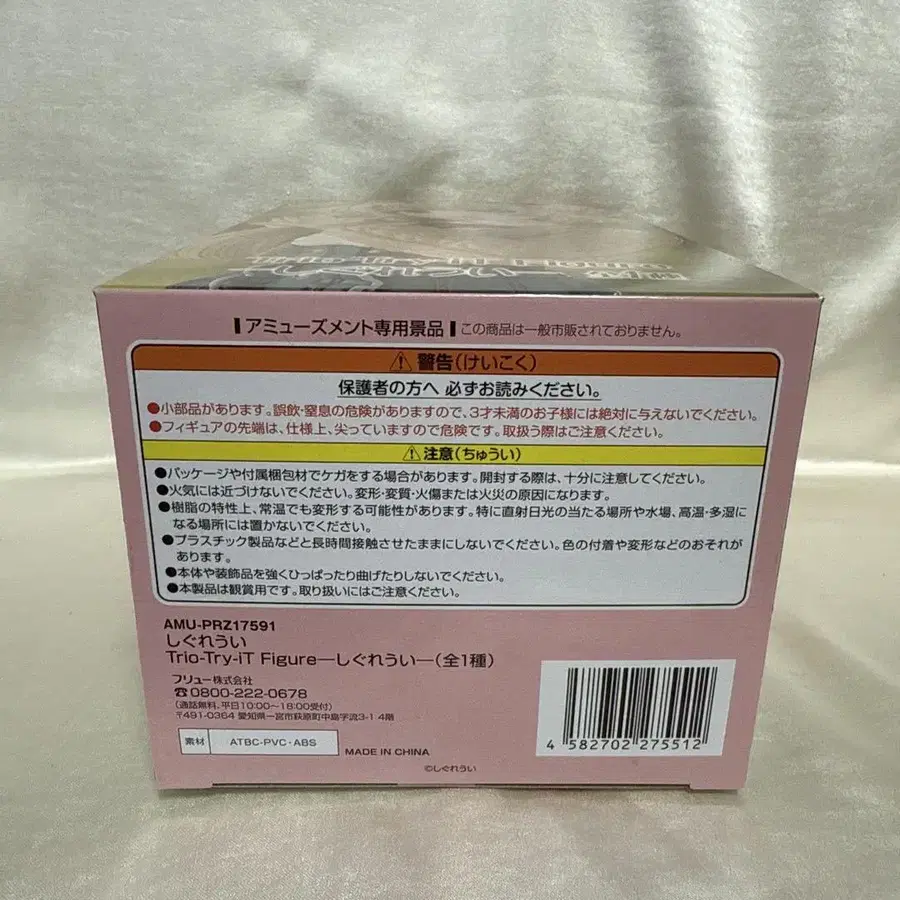 アミューズメント専用景品 この商品は一般市販されておりません。
⚠警告(けいこく)
保護者の方へ 必ずお読みください。
●小部品があります。誤飲・窒息の危険がありますので、3才未満のお子様には絶対に与えないでください。
●フィギュアの先端は、仕様上、尖っていますので危険です。取扱う際はご注意ください。
⚠注意(ちゅうい)
●パッケージや付属梱包材でケガをする場合があります。開封する際は、十分に注意してください。
●火気には近づけないでください。変形・変質・火傷または火災の原因になります。
●樹脂の特性上、常温でも変形する可能性があります。特に直射日光の当たる場所や水場、高温・多湿に
なる場所には置かないでください。
●プラスチック製品などと長時間接触させたままにしないでください。色の付着や変形などのおそれが
あります。
●本体や装飾品を強くひっぱったり曲げたりしないでください。
●本製品は観賞用です。取り扱いにはご注意ください。
AMU-PRZ17591
しぐれうい
Trio-Try-iT Figure―しぐれうい―(全1種)
フリュー株式会社
☎0800-222-0678
(通話無料、平日10:00~18:00受付)
〒491-0364 愛知県一宮市萩原町中島字流3-1 4階
素材 ATBC-PVC・ABS MADE IN CHINA
4 582702 275512
©しぐれうい